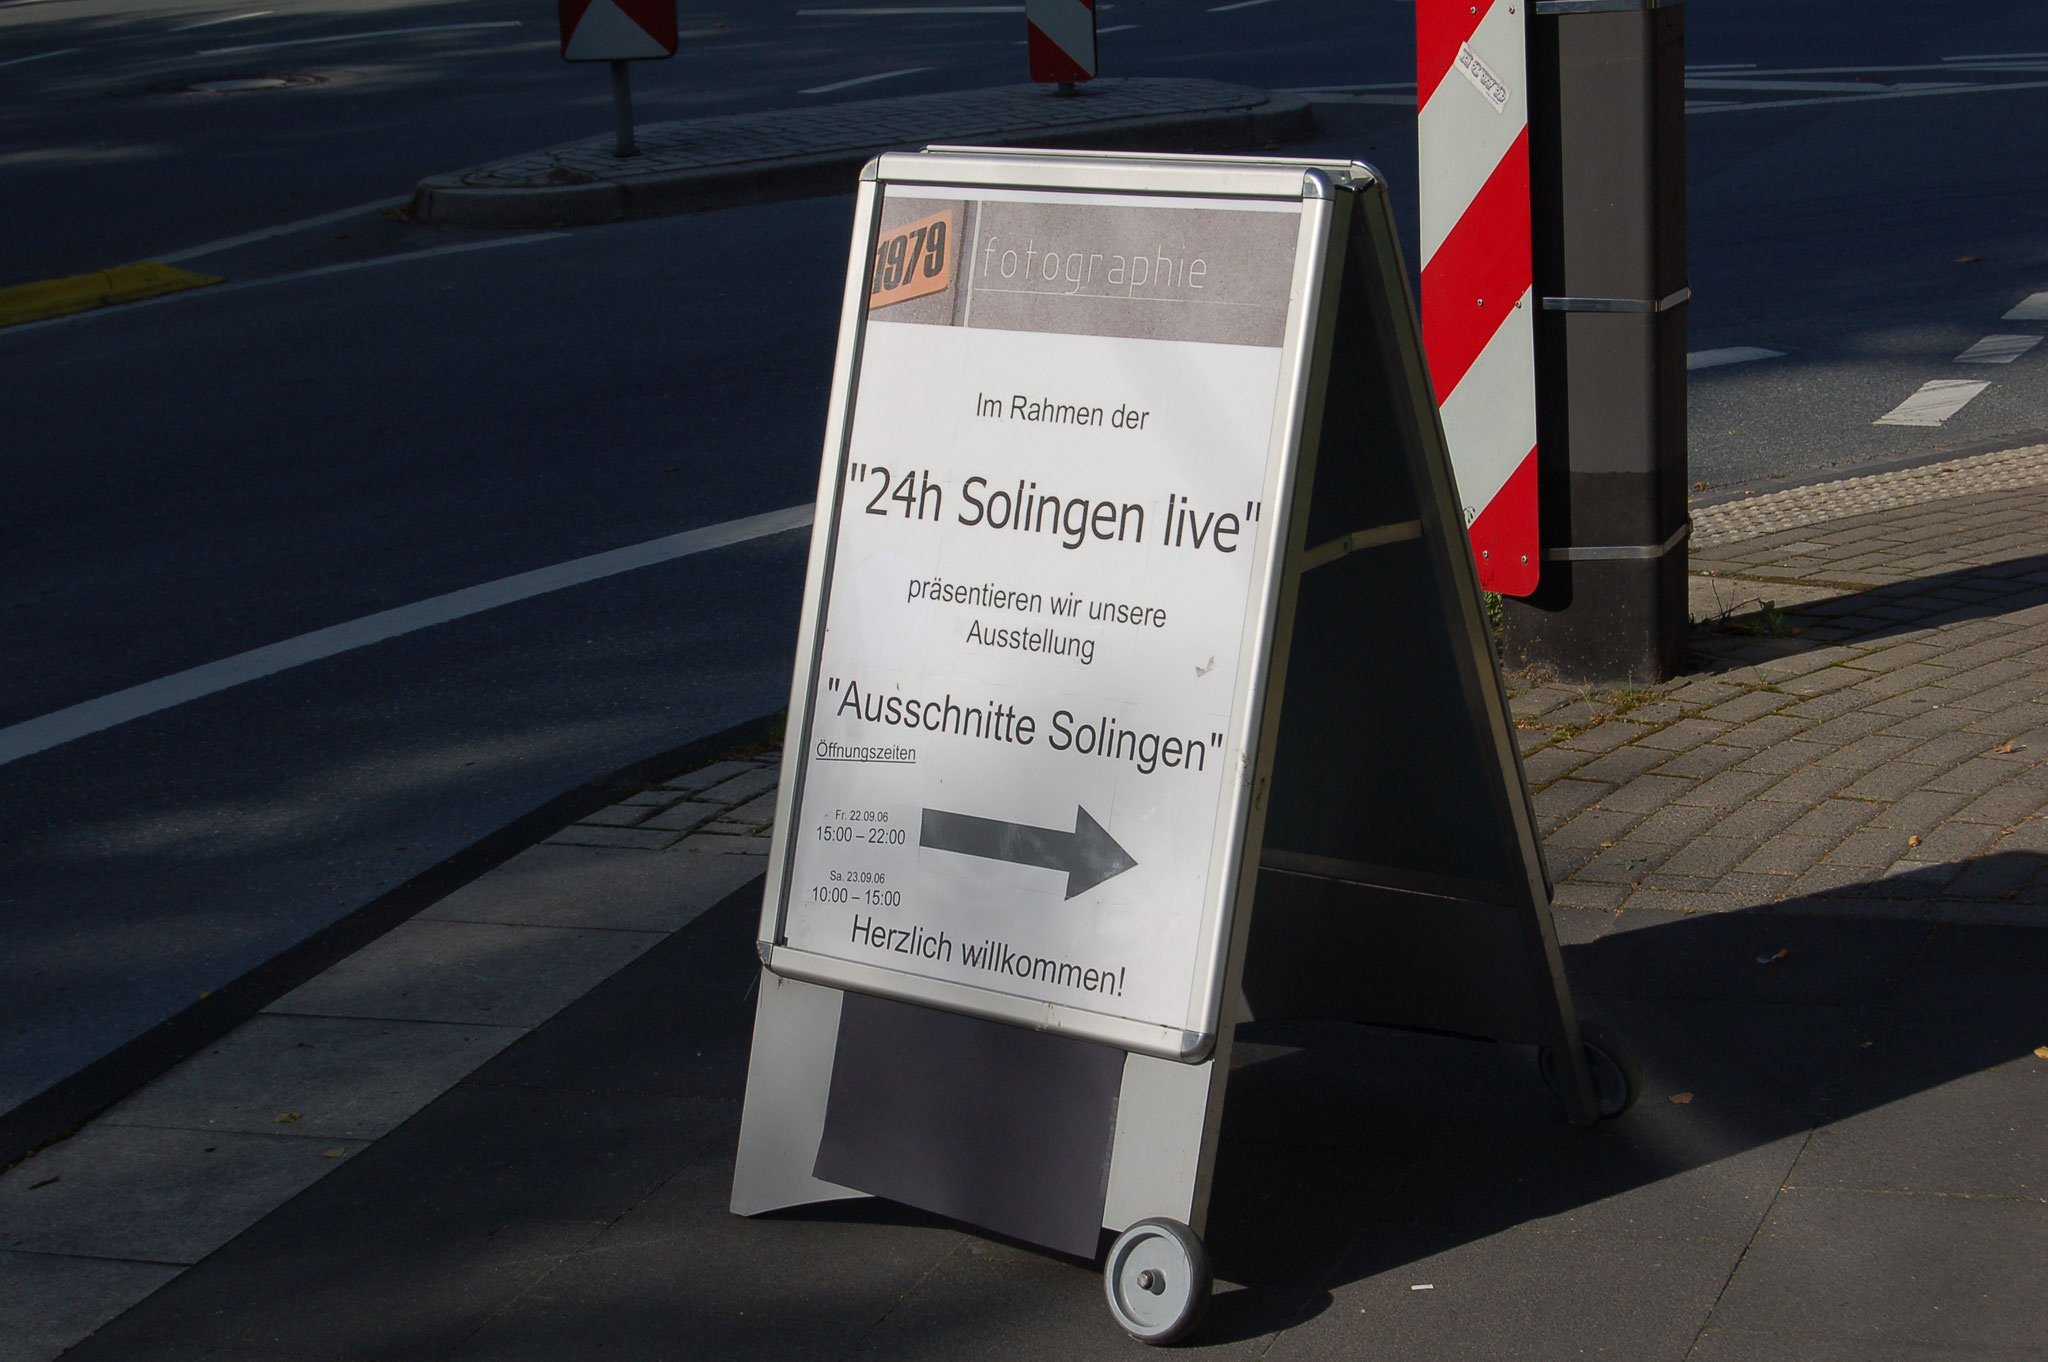 1979 fotographie
Im Rahmen der
"24h Solingen live"
präsentieren wir unsere
Ausstellung
"Ausschnitte Solingen"
Öffnungszeiten
Fr. 22.09.06
15:00 – 22:00
Sa. 23.09.06
10:00 – 15:00
Herzlich willkommen!